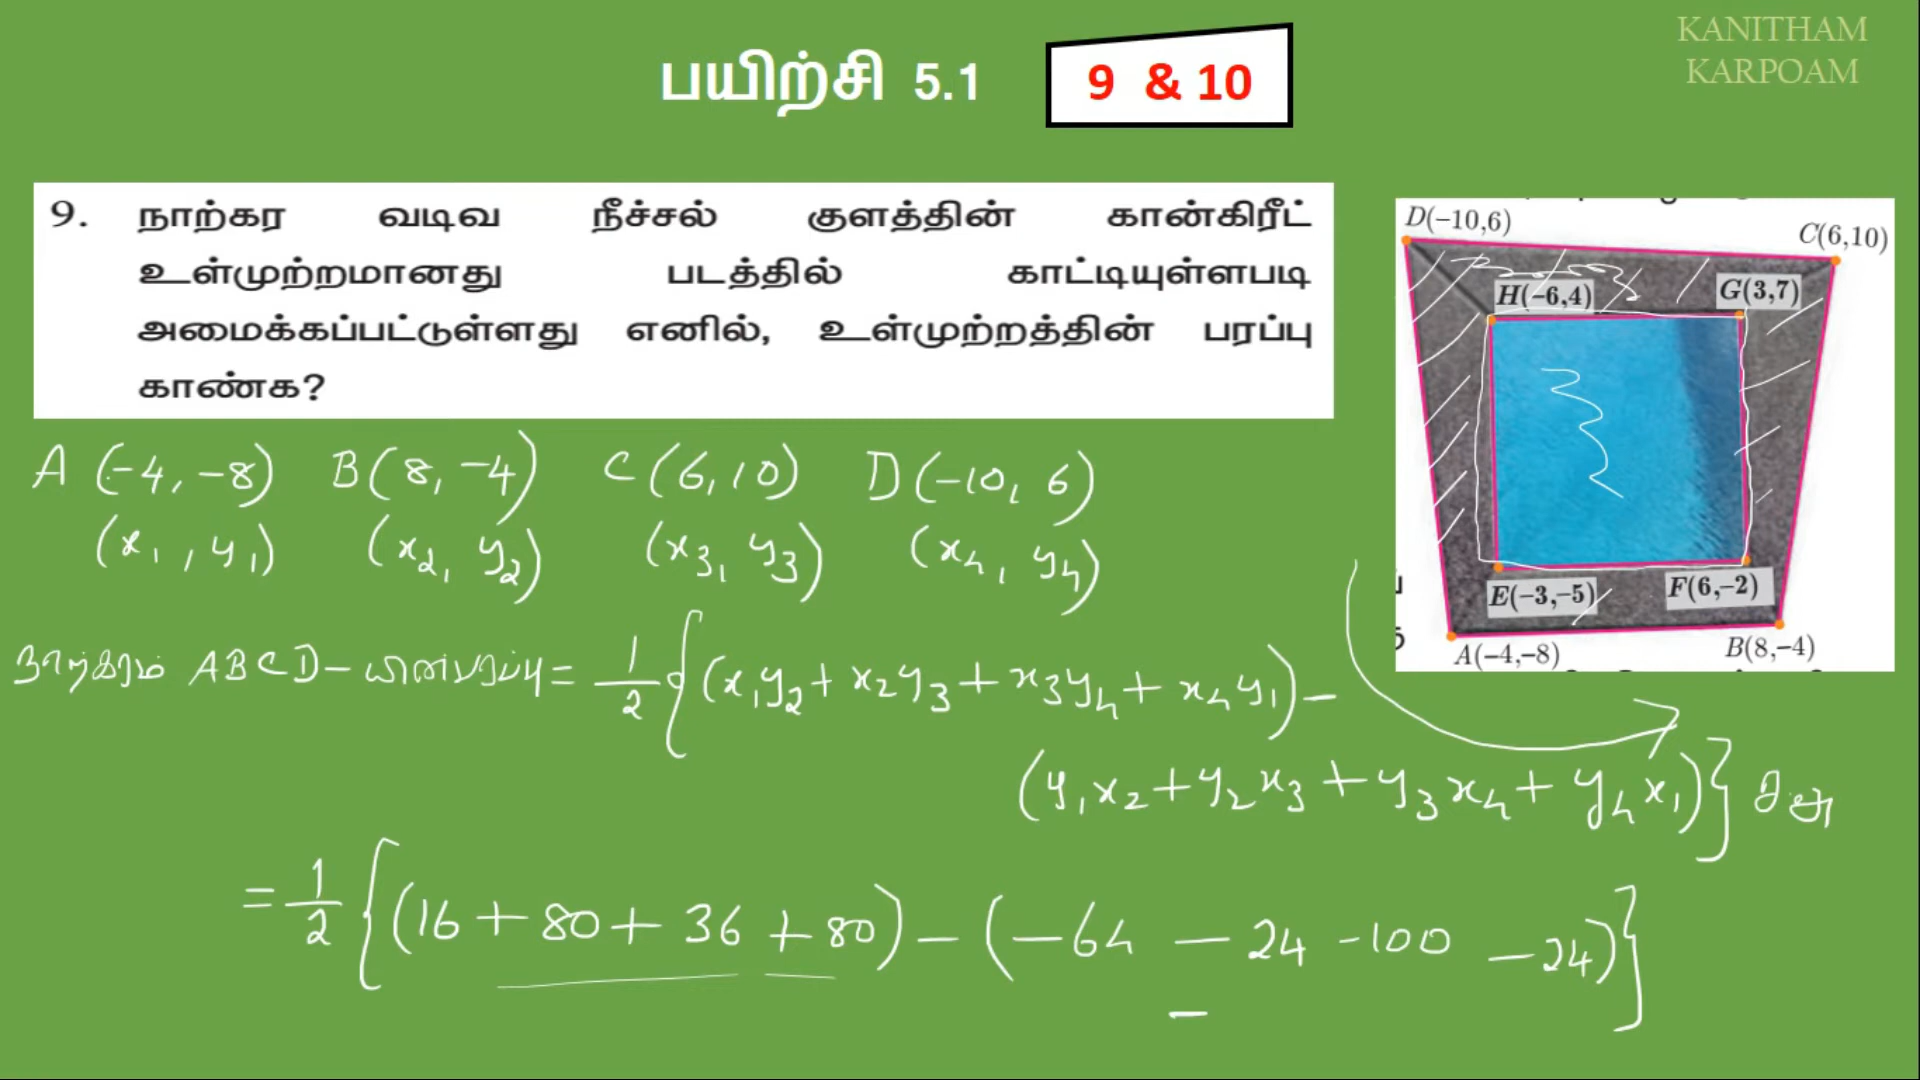 KANITHAM
KARPOAM
பயிற்சி 5.1
9 & 10
9. நாற்கர வடிவ நீச்சல் குளத்தின் கான்கிரீட்
உள்முற்றமானது படத்தில் காட்டியுள்ளபடி
அமைக்கப்பட்டுள்ளது எனில், உள்முற்றத்தின் பரப்பு
காண்க?
D(−10,6)
C(6,10)
H(−6,4)
G(3,7)
E(−3,−5)
F(6,−2)
A(−4,−8)
B(8,−4)
A (-4, -8) B(8, -4) C(6, 10) D(-10, 6)
(x₁, y₁) (x₂, y₂) (x₃, y₃) (x₄, y₄)
நாற்கரம் ABCD – யின் பரப்பு = 1/2 {(x₁y₂ + x₂y₃ + x₃y₄ + x₄y₁) –
(y₁x₂ + y₂x₃ + y₃x₄ + y₄x₁)} ச.அ
= 1/2 {(16 + 80 + 36 + 80) – (–64 – 24 -100 – 24)}